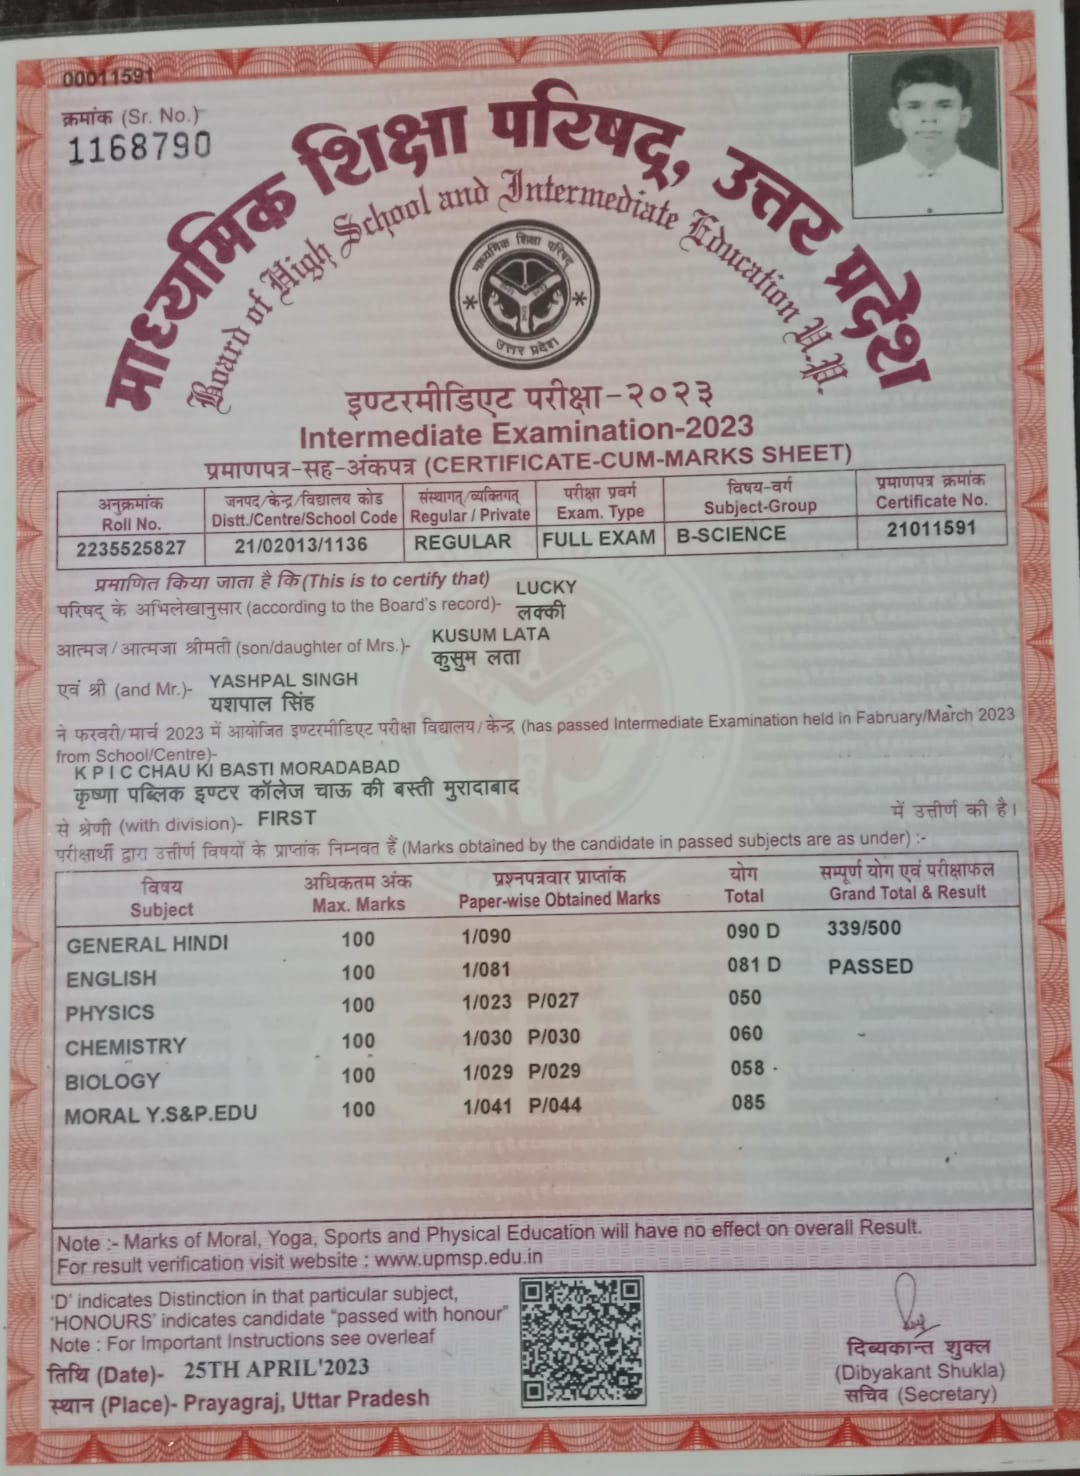 00011591
क्रमांक (Sr. No.)
1168790
माध्यमिक शिक्षा परिषद्, उत्तर प्रदेश
Board of High School and Intermediate Education U.P.
माध्यमिक शिक्षा परिषद्
उत्तर प्रदेश
इण्टरमीडिएट परीक्षा-२०२३
Intermediate Examination-2023
प्रमाणपत्र-सह-अंकपत्र (CERTIFICATE-CUM-MARKS SHEET)
अनुक्रमांक जनपद/केन्द्र/विद्यालय कोड संस्थागत्/व्यक्तिगत् परीक्षा प्रवर्ग विषय-वर्ग प्रमाणपत्र क्रमांक
Roll No. Distt./Centre/School Code Regular / Private Exam. Type Subject-Group Certificate No.
2235525827 21/02013/1136 REGULAR FULL EXAM B-SCIENCE 21011591
प्रमाणित किया जाता है कि (This is to certify that) LUCKY
परिषद् के अभिलेखानुसार (according to the Board's record)- लक्की
आत्मज/आत्मजा श्रीमती (son/daughter of Mrs.)- KUSUM LATA
कुसुम लता
एवं श्री (and Mr.)- YASHPAL SINGH
यशपाल सिंह
ने फरवरी/मार्च 2023 में आयोजित इण्टरमीडिएट परीक्षा विद्यालय/केन्द्र (has passed Intermediate Examination held in Fabruary/March 2023
from School/Centre)-
K P I C CHAU KI BASTI MORADABAD
कृष्णा पब्लिक इण्टर कॉलेज चाऊ की बस्ती मुरादाबाद
से श्रेणी (with division)- FIRST में उत्तीर्ण की है।
परीक्षार्थी द्वारा उत्तीर्ण विषयों के प्राप्तांक निम्नवत हैं (Marks obtained by the candidate in passed subjects are as under) :-
विषय अधिकतम अंक प्रश्नपत्रवार प्राप्तांक योग सम्पूर्ण योग एवं परीक्षाफल
Subject Max. Marks Paper-wise Obtained Marks Total Grand Total & Result
GENERAL HINDI 100 1/090 090 D 339/500
ENGLISH 100 1/081 081 D PASSED
PHYSICS 100 1/023 P/027 050
CHEMISTRY 100 1/030 P/030 060
BIOLOGY 100 1/029 P/029 058
MORAL Y.S&P.EDU 100 1/041 P/044 085
Note :- Marks of Moral, Yoga, Sports and Physical Education will have no effect on overall Result.
For result verification visit website : www.upmsp.edu.in
'D' indicates Distinction in that particular subject,
'HONOURS' indicates candidate "passed with honour"
Note : For Important Instructions see overleaf
तिथि (Date)- 25TH APRIL'2023
स्थान (Place)- Prayagraj, Uttar Pradesh
दिब्यकान्त शुक्ल
(Dibyakant Shukla)
सचिव (Secretary)